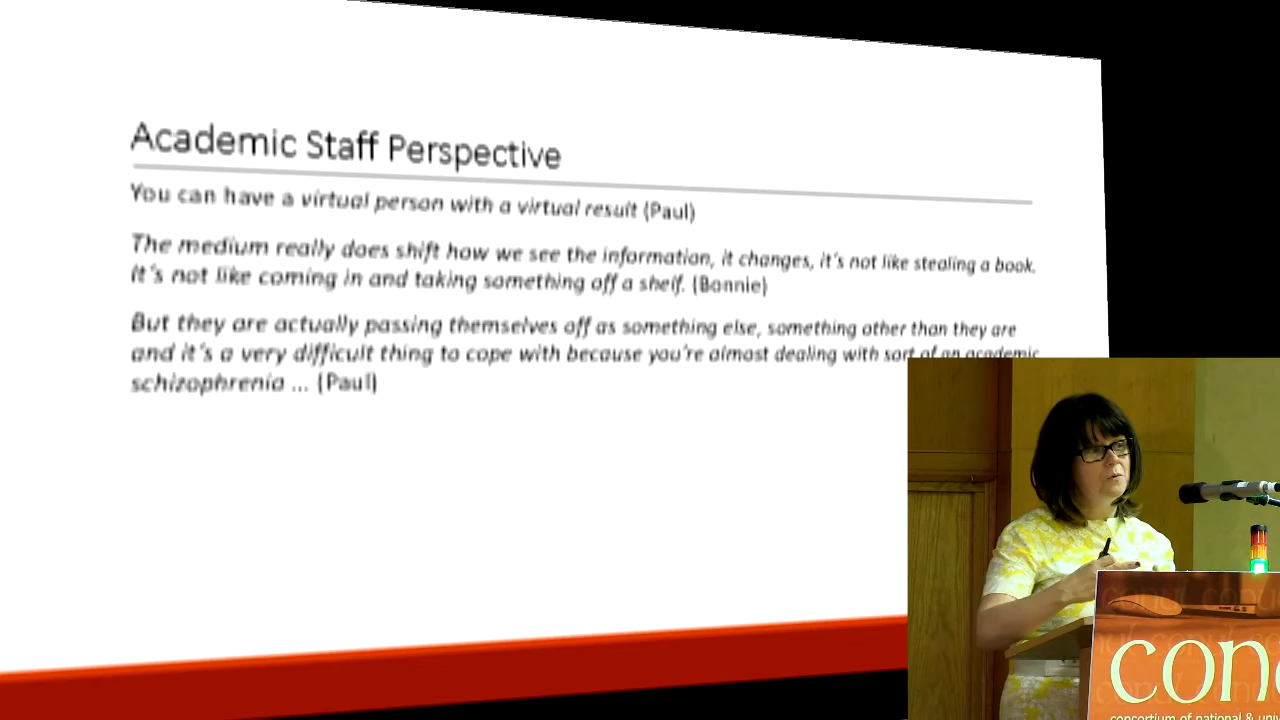 Academic Staff Perspective
You can have a virtual person with a virtual result (Paul)
The medium really does shift how we see the information, it changes, it's not like stealing a book.
It's not like coming in and taking something off a shelf. (Bonnie)
But they are actually passing themselves off as something else, something other than they are
and it's a very difficult thing to cope with because you're almost dealing with sort of an academic
schizophrenia ... (Paul)
con
consortium of national &